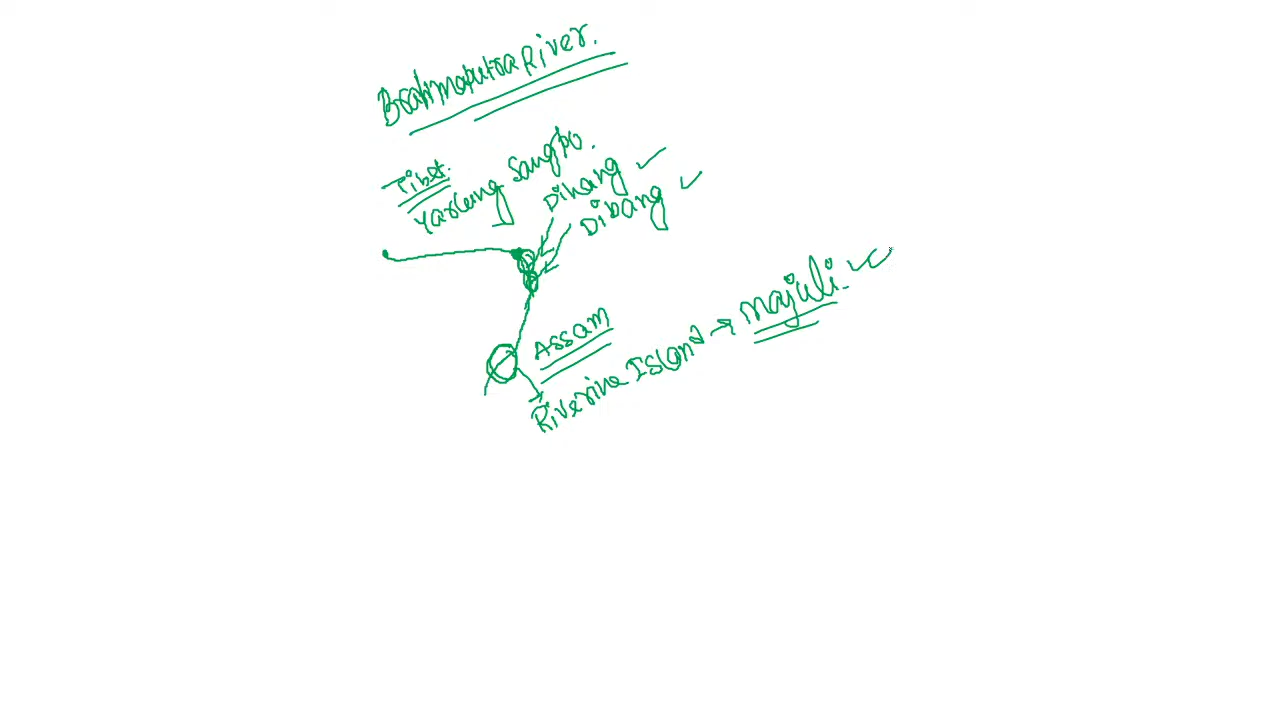 Brahmaputra River.
Tibet.
Yarlung Sangpo.
Dihang ✓
Dibang ✓
Assam
Riverine Island → Majuli. ✓